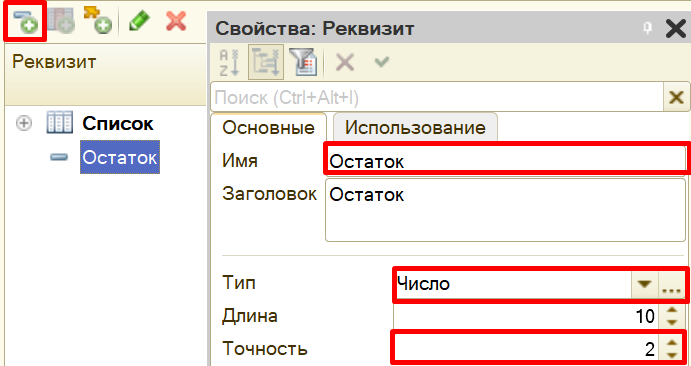 Свойства: Реквизит
Реквизит
Поиск (Ctrl+Alt+I)
Список
Остаток
Основные
Использование
Имя
Остаток
Заголовок
Остаток
Тип
Число
...
Длина
10
Точность
2